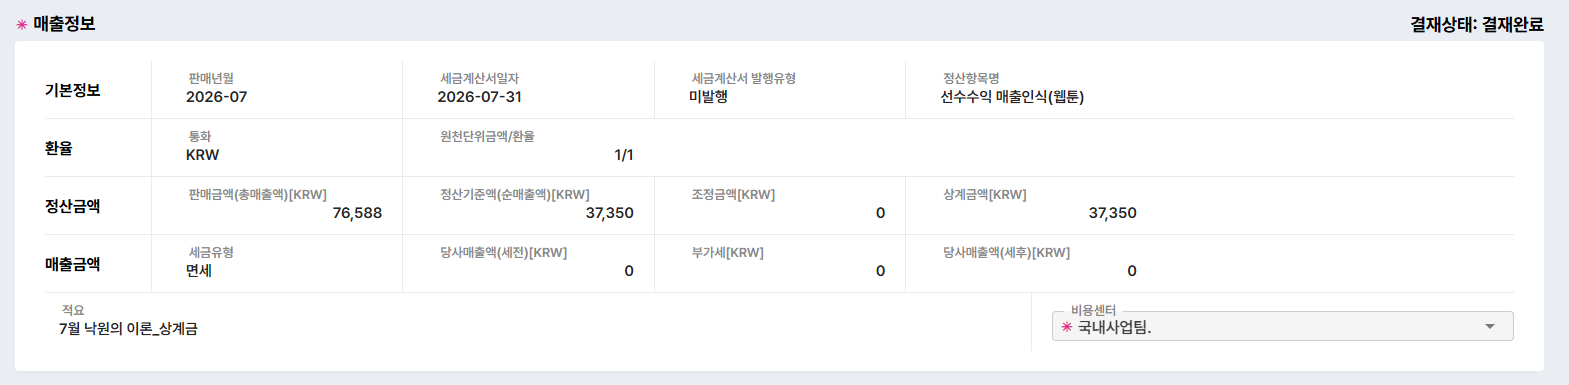 ✳ 매출정보
결재상태: 결재완료
기본정보
판매년월
2026-07
세금계산서일자
2026-07-31
세금계산서 발행유형
미발행
정산항목명
선수수익 매출인식(웹툰)
환율
통화
KRW
원천단위금액/환율
1/1
정산금액
판매금액(총매출액)[KRW]
76,588
정산기준액(순매출액)[KRW]
37,350
조정금액[KRW]
0
상계금액[KRW]
37,350
매출금액
세금유형
면세
당사매출액(세전)[KRW]
0
부가세[KRW]
0
당사매출액(세후)[KRW]
0
적요
7월 낙원의 이론_상계금
비용센터
✳ 국내사업팀.